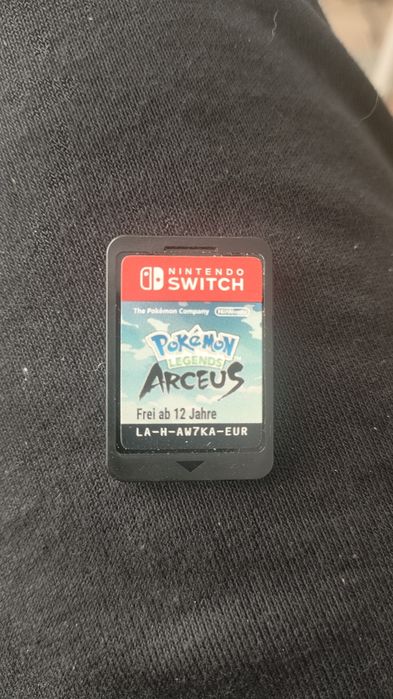 NINTENDO
SWITCH
The Pokémon Company Nintendo
POKéMON
LEGENDS
ARCEUS
Frei ab 12 Jahre
LA-H-AW7KA-EUR